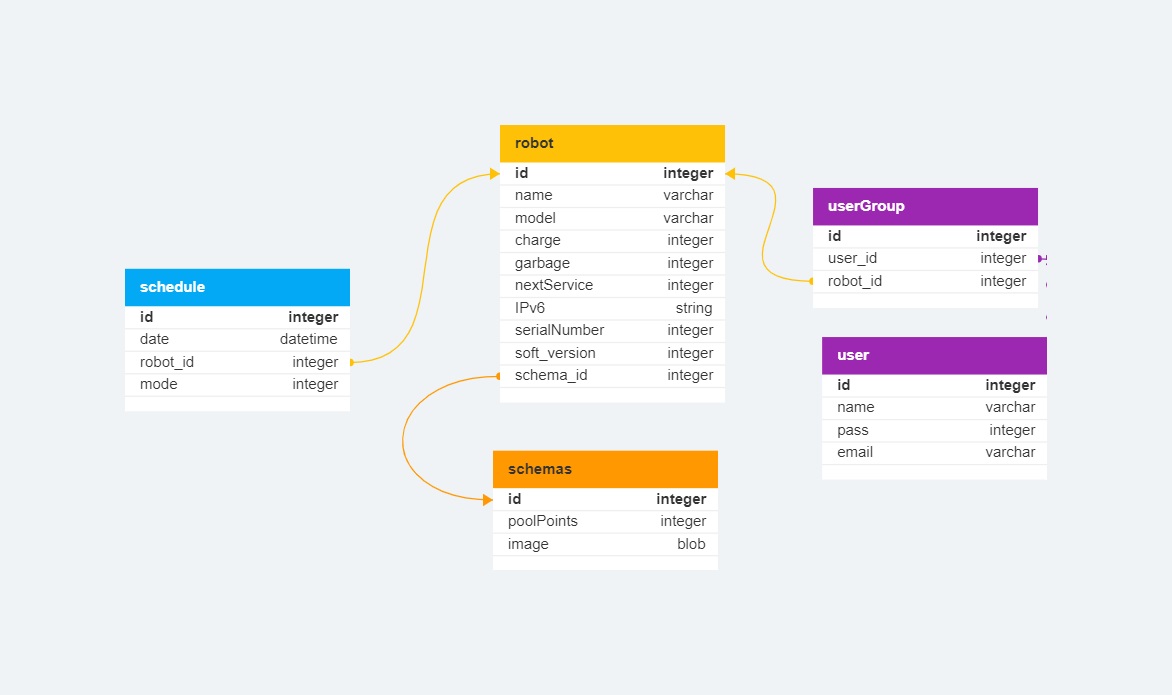 robot
id integer
name varchar
model varchar
charge integer
garbage integer
nextService integer
IPv6 string
serialNumber integer
soft_version integer
schema_id integer
userGroup
id integer
user_id integer
robot_id integer
schedule
id integer
date datetime
robot_id integer
mode integer
user
id integer
name varchar
pass integer
email varchar
schemas
id integer
poolPoints integer
image blob